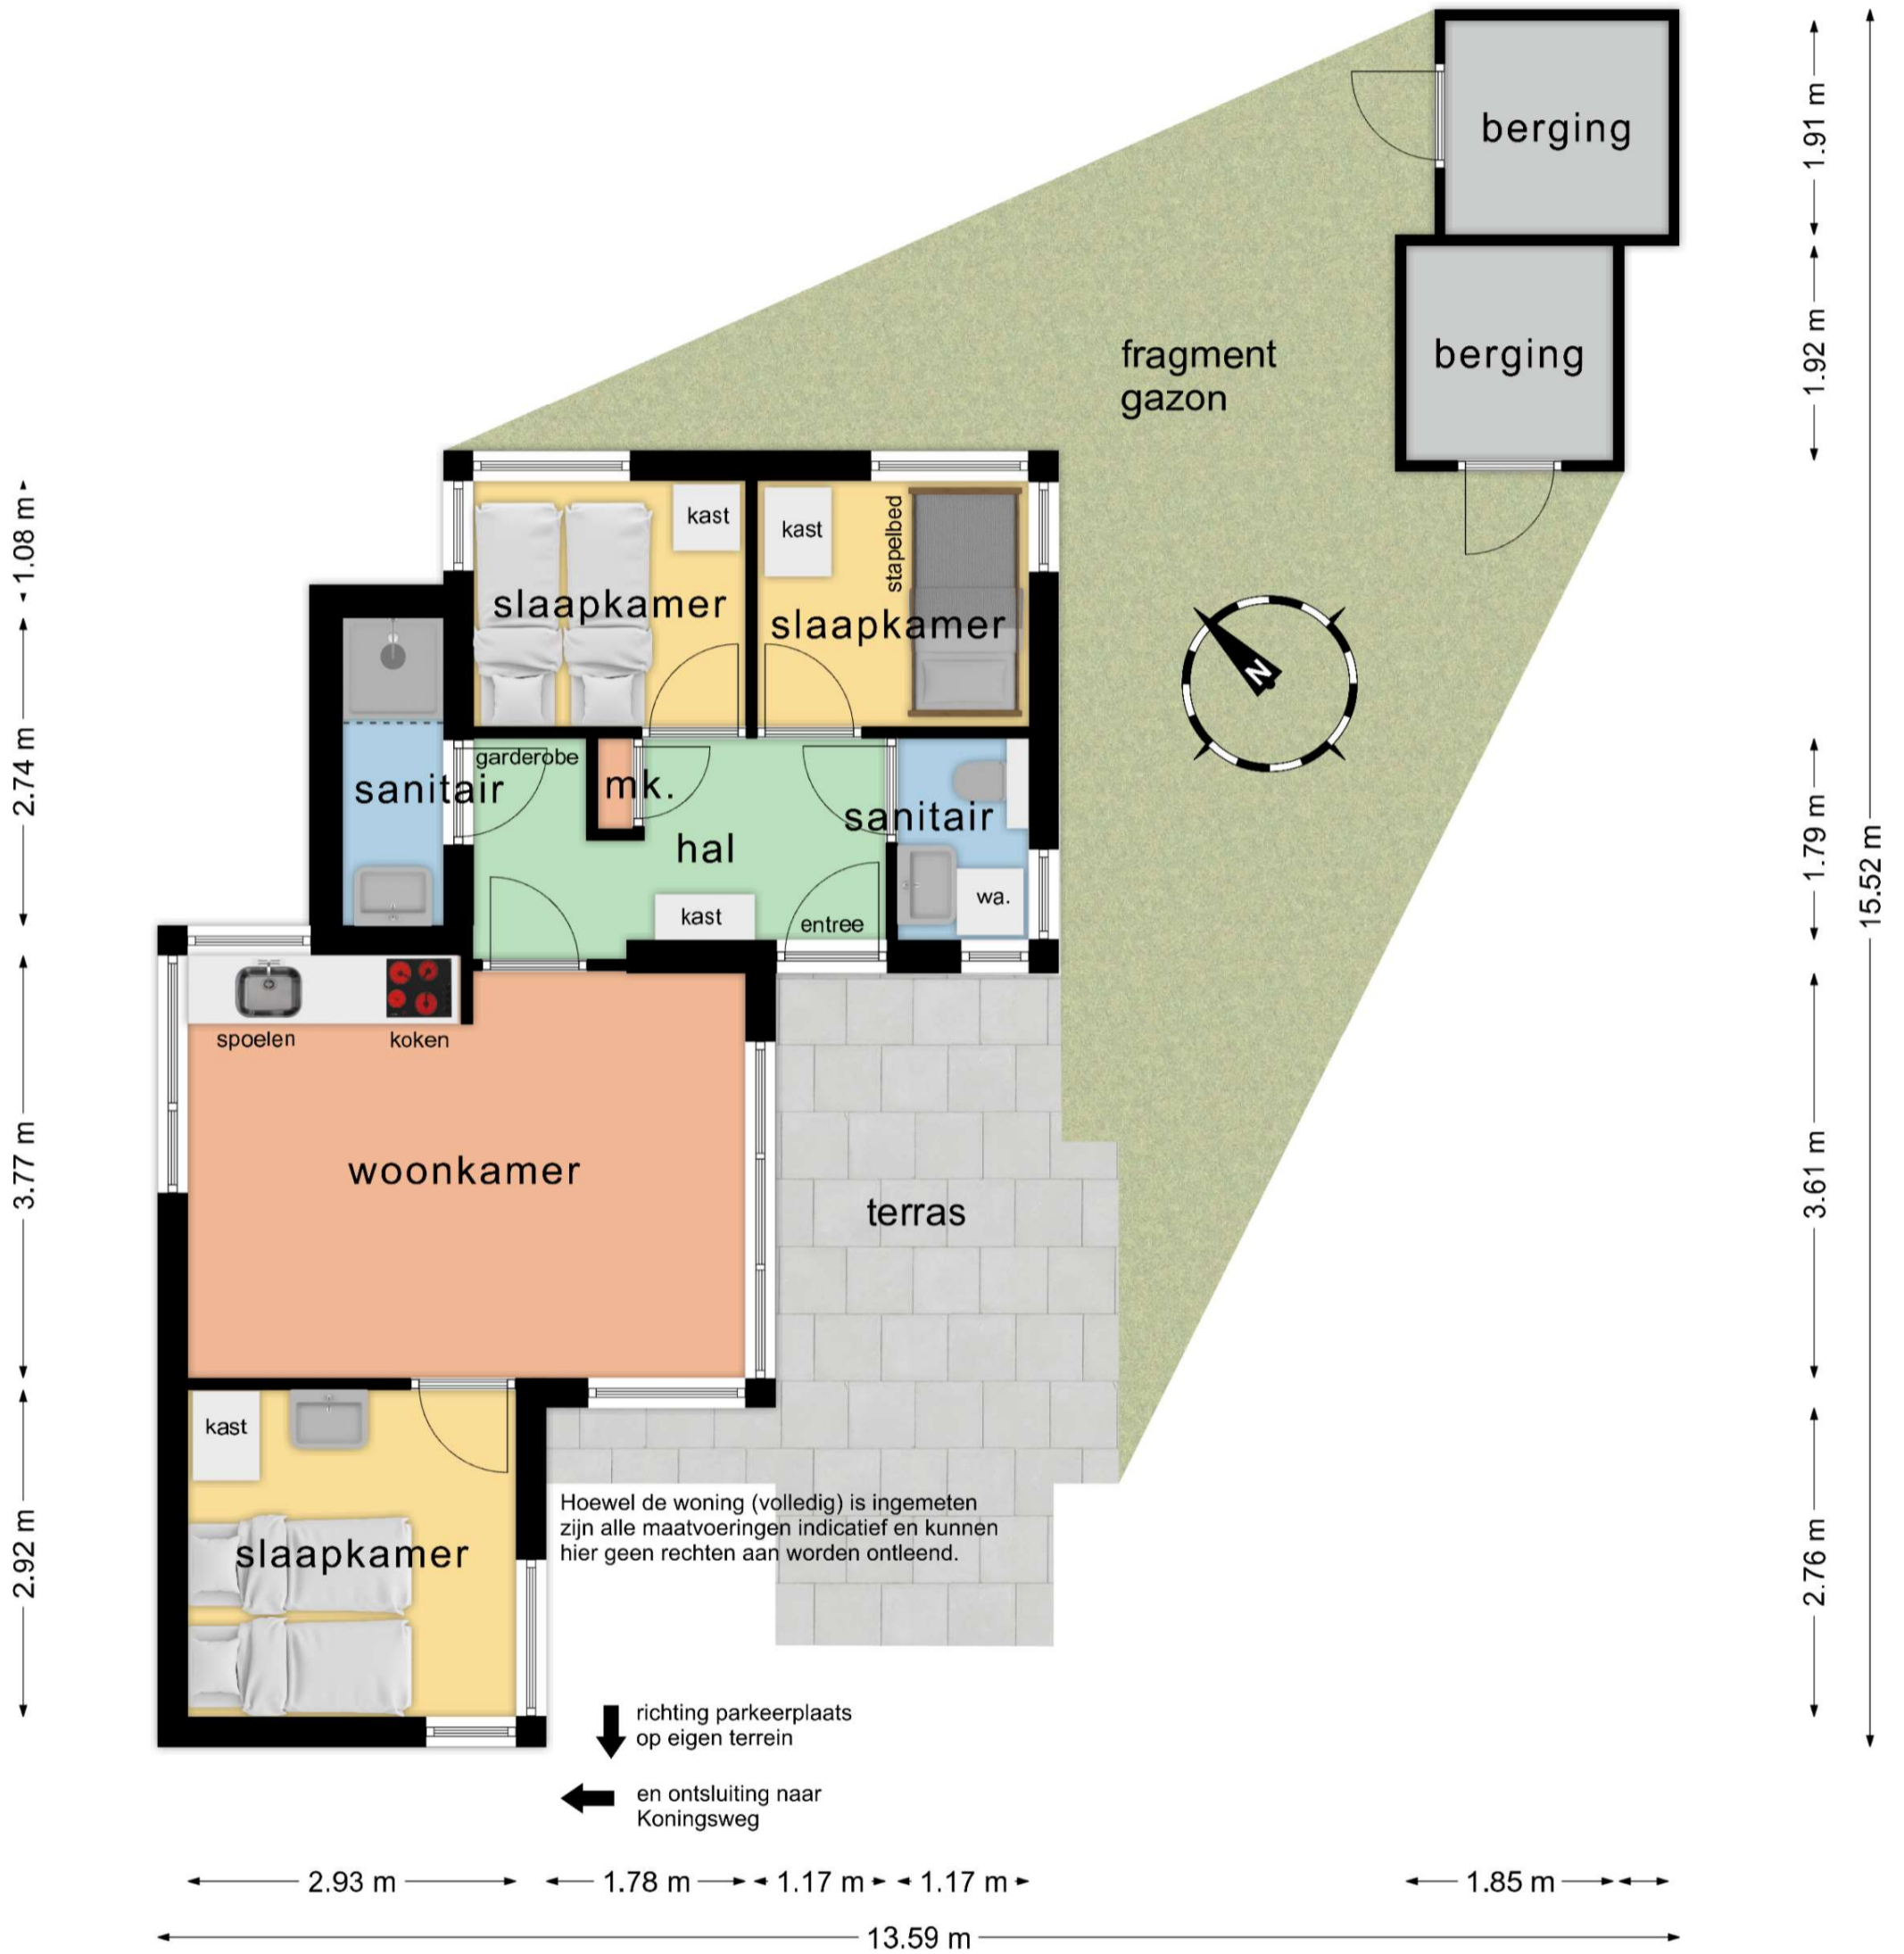 berging
1.91 m
berging
1.92 m
fragment
gazon
15.52 m
1.08 m
kast
kast
stapelbed
slaapkamer
slaapkamer
N
2.74 m
garderobe
sanitair
mk.
sanitair
hal
1.79 m
wa.
kast
entree
spoelen
koken
woonkamer
terras
3.77 m
3.61 m
kast
slaapkamer
2.92 m
2.76 m
Hoewel de woning (volledig) is ingemeten
zijn alle maatvoeringen indicatief en kunnen
hier geen rechten aan worden ontleend.
richting parkeerplaats
op eigen terrein
en ontsluiting naar
Koningsweg
2.93 m
1.78 m
1.17 m
1.17 m
1.85 m
13.59 m